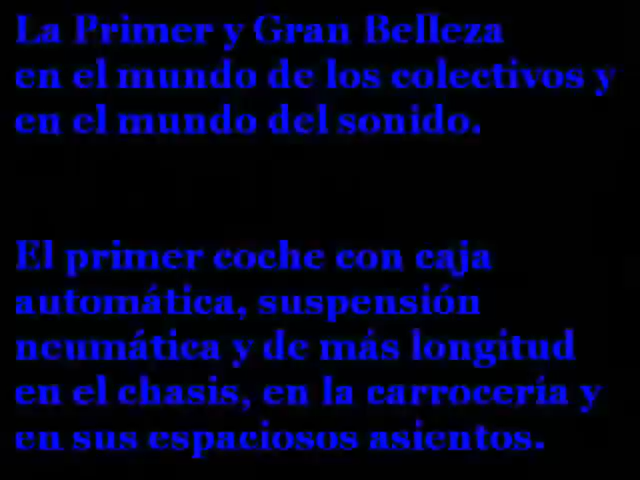 La Primer y Gran Belleza
en el mundo de los colectivos y
en el mundo del sonido.
El primer coche con caja
automática, suspensión
neumática y de más longitud
en el chasis, en la carrocería y
en sus espaciosos asientos.